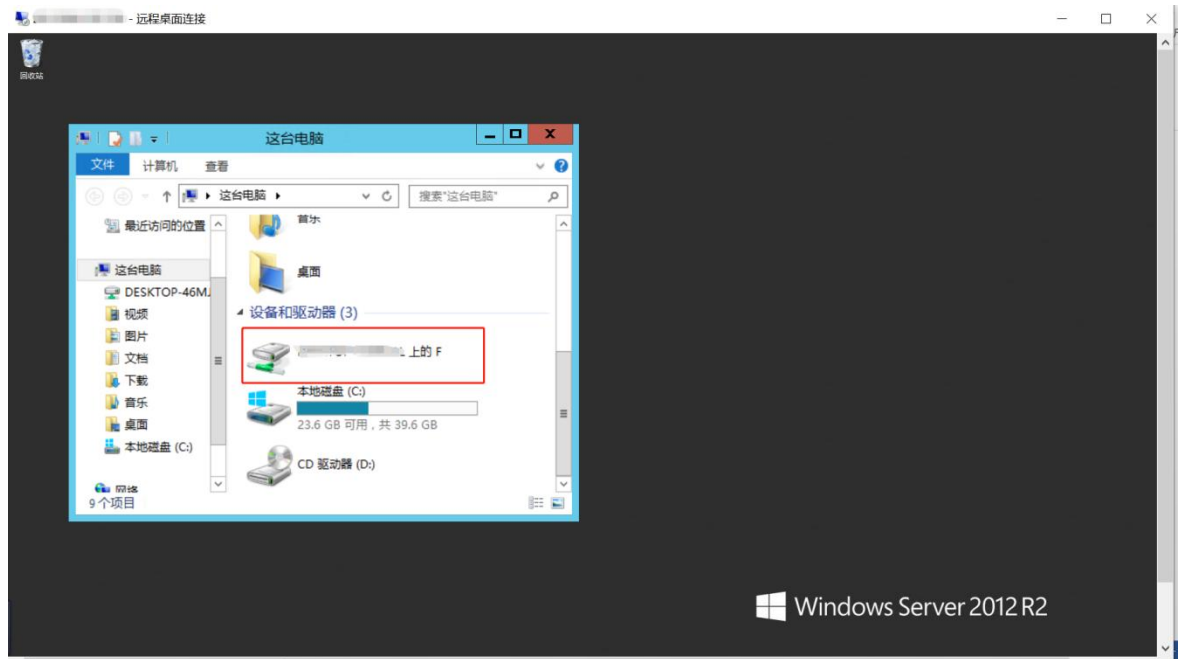 - 远程桌面连接
回收站
这台电脑
文件 计算机 查看
这台电脑 搜索"这台电脑"
最近访问的位置
这台电脑
DESKTOP-46M
视频
图片
文档
下载
音乐
桌面
本地磁盘 (C:)
网络
音乐
桌面
设备和驱动器 (3)
上的 F
本地磁盘 (C:)
23.6 GB 可用，共 39.6 GB
CD 驱动器 (D:)
9 个项目
Windows Server 2012 R2